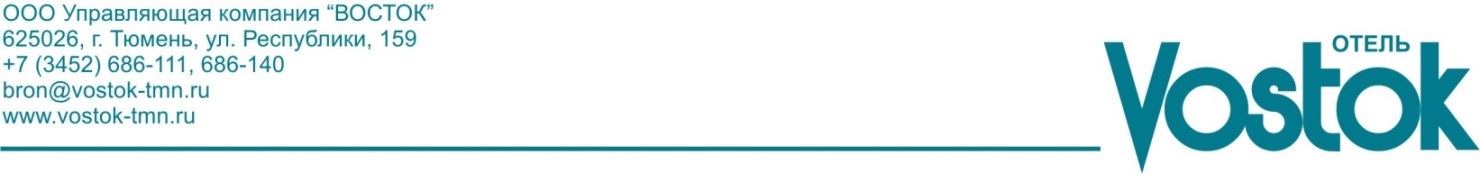 ООО Управляющая компания “ВОСТОК”
625026, г. Тюмень, ул. Республики, 159
+7 (3452) 686-111, 686-140
bron@vostok-tmn.ru
www.vostok-tmn.ru
ОТЕЛЬ
Vostok